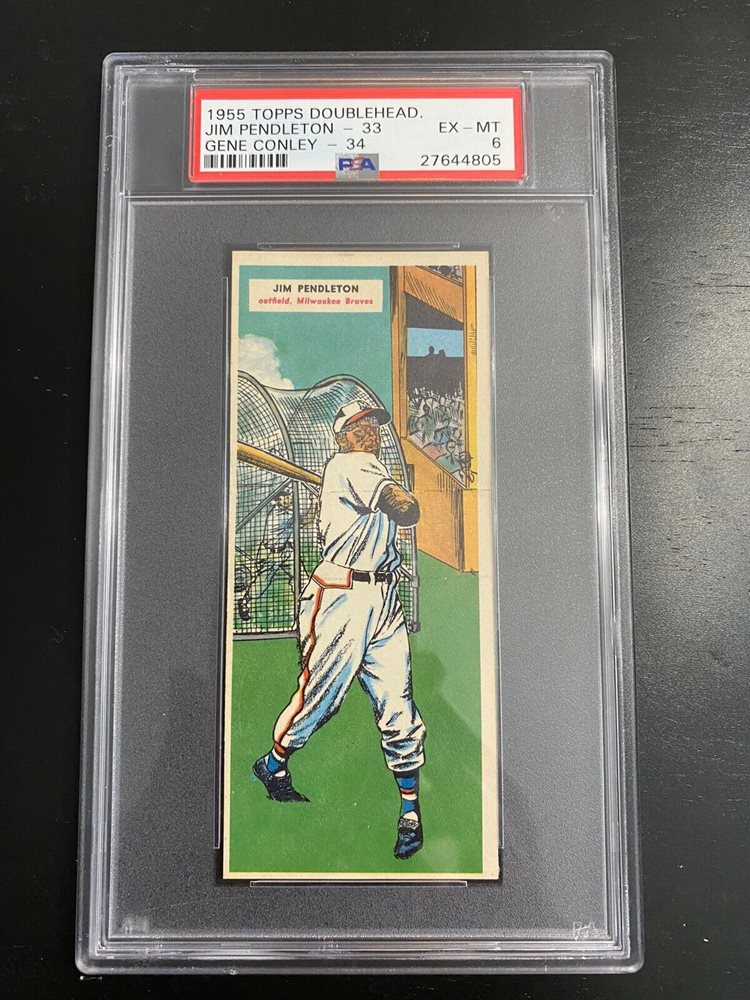 1955 TOPPS DOUBLEHEAD.
JIM PENDLETON - 33 EX - MT
GENE CONLEY - 34 6
PSA 27644805
JIM PENDLETON
outfield, Milwaukee Braves